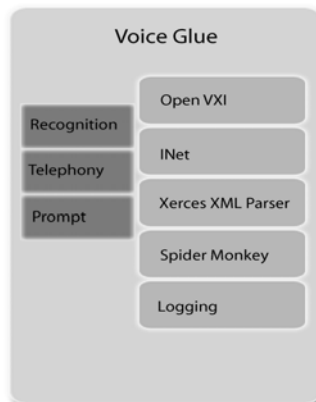 Voice Glue
Recognition
Telephony
Prompt
Open VXI
INet
Xerces XML Parser
Spider Monkey
Logging